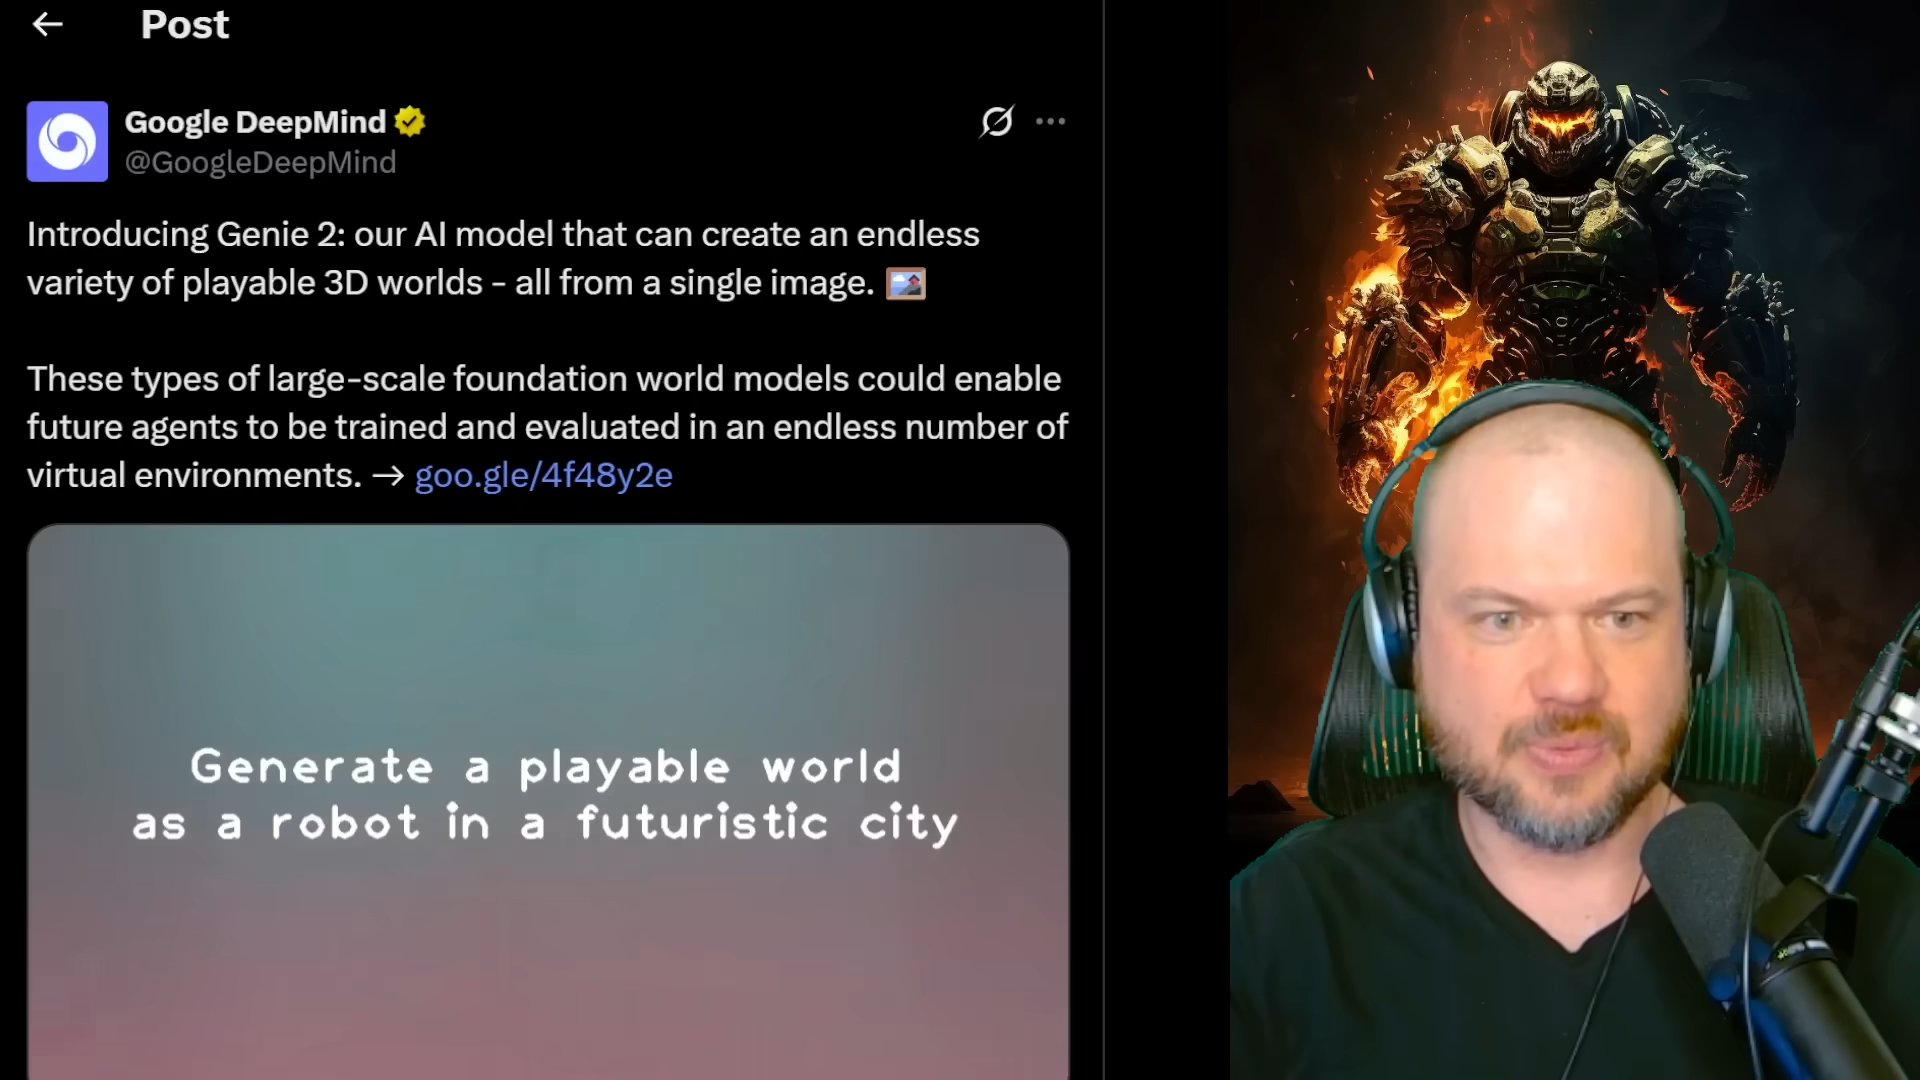 Post
Google DeepMind
@GoogleDeepMind
Introducing Genie 2: our AI model that can create an endless
variety of playable 3D worlds - all from a single image.
These types of large-scale foundation world models could enable
future agents to be trained and evaluated in an endless number of
virtual environments. → goo.gle/4f48y2e
Generate a playable world
as a robot in a futuristic city